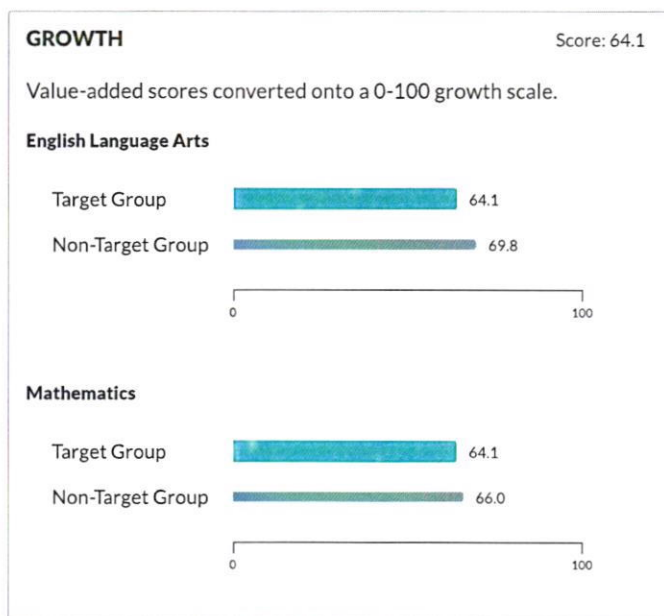 GROWTH Score: 64.1
Value-added scores converted onto a 0-100 growth scale.
English Language Arts
Target Group 64.1
Non-Target Group 69.8
0 100
Mathematics
Target Group 64.1
Non-Target Group 66.0
0 100